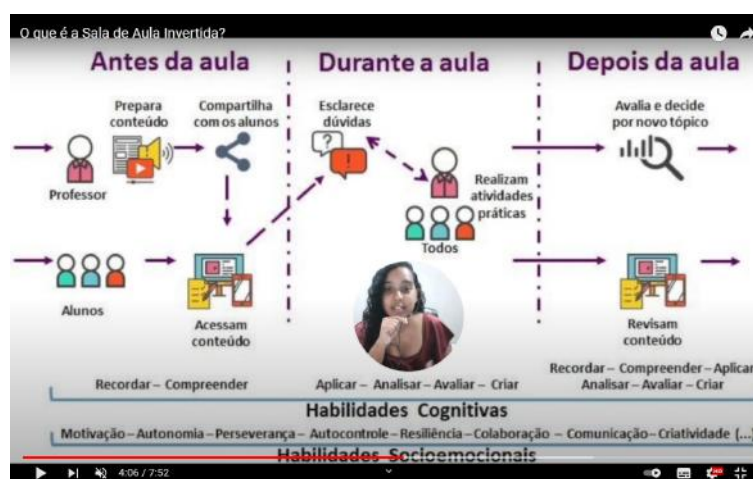 O que é a Sala de Aula Invertida?
Antes da aula
Durante a aula
Depois da aula
Prepara
conteúdo
Compartilha
com os alunos
Esclarece
dúvidas
Avalia e decide
por novo tópico
?
!
Professor
Realizam
atividades
práticas
Todos
Alunos
Acessam
conteúdo
Revisam
conteúdo
Recordar – Compreender
Aplicar – Analisar – Avaliar – Criar
Recordar – Compreender – Aplicar
Analisar – Avaliar – Criar
Habilidades Cognitivas
Motivação – Autonomia – Perseverança – Autocontrole – Resiliência – Colaboração – Comunicação – Criatividade (...)
Habilidades Socioemocionais
4:06 / 7:52
HD